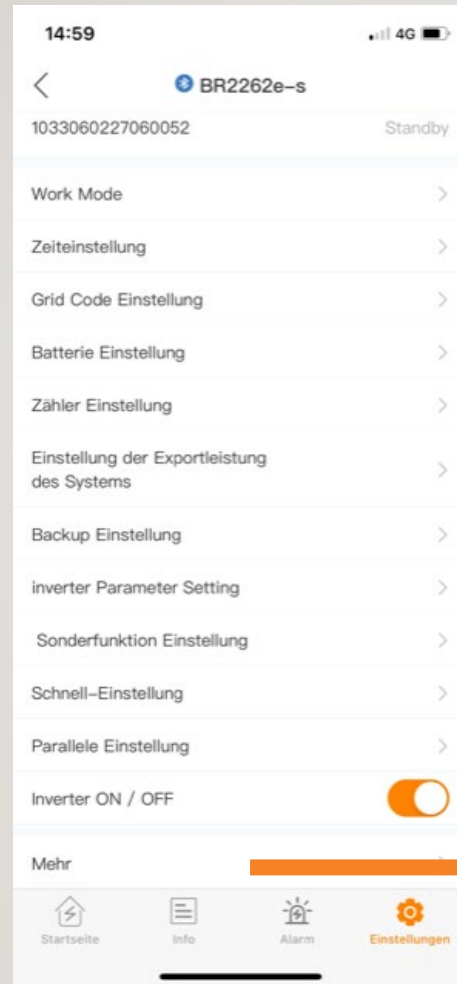 14:59
4G
BR2262e-s
1033060227060052 Standby
Work Mode
Zeiteinstellung
Grid Code Einstellung
Batterie Einstellung
Zähler Einstellung
Einstellung der Exportleistung
des Systems
Backup Einstellung
inverter Parameter Setting
Sonderfunktion Einstellung
Schnell-Einstellung
Parallele Einstellung
Inverter ON / OFF
Mehr
Startseite Info Alarm Einstellungen